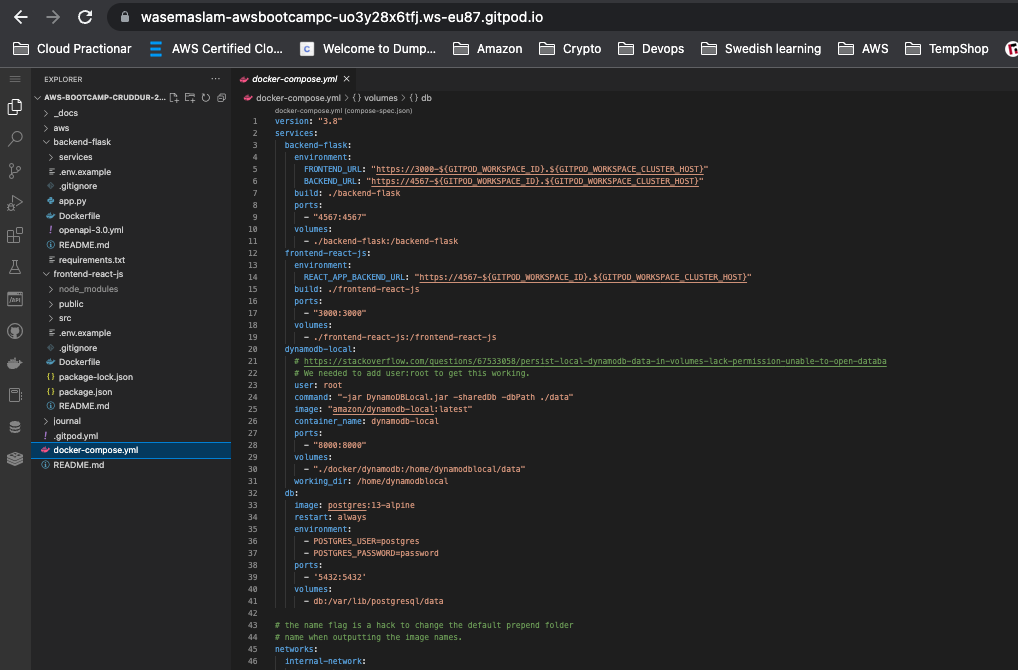 wasemaslam-awsbootcampc-uo3y28x6tfj.ws-eu87.gitpod.io
Cloud Practionar
AWS Certified Clo...
C Welcome to Dump...
Amazon
Crypto
Devops
Swedish learning
AWS
TempShop
EXPLORER
···
AWS-BOOTCAMP-CRUDDUR-2...
_docs
aws
backend-flask
services
.env.example
.gitignore
app.py
Dockerfile
openapi-3.0.yml
README.md
requirements.txt
frontend-react-js
node_modules
public
src
.env.example
.gitignore
Dockerfile
package-lock.json
package.json
README.md
journal
.gitpod.yml
docker-compose.yml
README.md
docker-compose.yml
docker-compose.yml > {} volumes > {} db
docker-compose.yml (compose-spec.json)
1 version: "3.8"
2 services:
3 backend-flask:
4 environment:
5 FRONTEND_URL: "https://3000-${GITPOD_WORKSPACE_ID}.${GITPOD_WORKSPACE_CLUSTER_HOST}"
6 BACKEND_URL: "https://4567-${GITPOD_WORKSPACE_ID}.${GITPOD_WORKSPACE_CLUSTER_HOST}"
7 build: ./backend-flask
8 ports:
9 - "4567:4567"
10 volumes:
11 - ./backend-flask:/backend-flask
12 frontend-react-js:
13 environment:
14 REACT_APP_BACKEND_URL: "https://4567-${GITPOD_WORKSPACE_ID}.${GITPOD_WORKSPACE_CLUSTER_HOST}"
15 build: ./frontend-react-js
16 ports:
17 - "3000:3000"
18 volumes:
19 - ./frontend-react-js:/frontend-react-js
20 dynamodb-local:
21 # https://stackoverflow.com/questions/67533058/persist-local-dynamodb-data-in-volumes-lack-permission-unable-to-open-databa
22 # We needed to add user:root to get this working.
23 user: root
24 command: "-jar DynamoDBLocal.jar -sharedDb -dbPath ./data"
25 image: "amazon/dynamodb-local:latest"
26 container_name: dynamodb-local
27 ports:
28 - "8000:8000"
29 volumes:
30 - "./docker/dynamodb:/home/dynamodblocal/data"
31 working_dir: /home/dynamodblocal
32 db:
33 image: postgres:13-alpine
34 restart: always
35 environment:
36 - POSTGRES_USER=postgres
37 - POSTGRES_PASSWORD=password
38 ports:
39 - '5432:5432'
40 volumes:
41 - db:/var/lib/postgresql/data
42
43 # the name flag is a hack to change the default prepend folder
44 # name when outputting the image names.
45 networks:
46 internal-network: